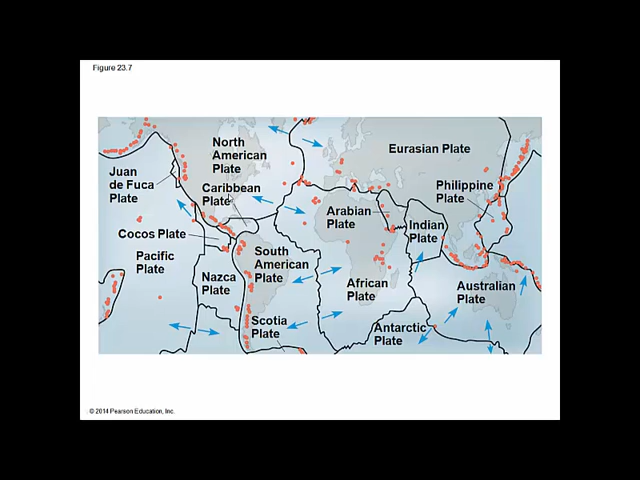 Figure 23.7
North
American
Plate
Eurasian Plate
Juan
de Fuca
Plate
Caribbean
Plate
Philippine
Plate
Arabian
Plate
Indian
Plate
Cocos Plate
Pacific
Plate
South
American
Plate
Nazca
Plate
African
Plate
Australian
Plate
Scotia
Plate
Antarctic
Plate
© 2014 Pearson Education, Inc.